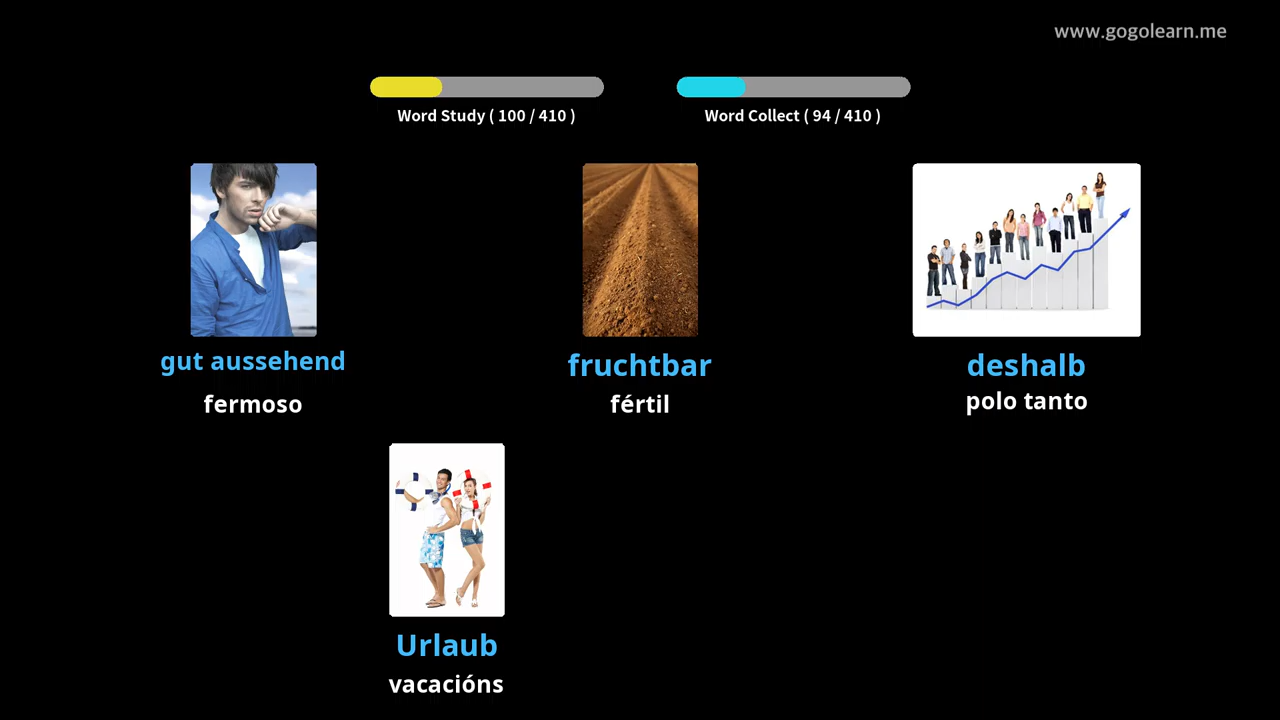 www.gogolearn.me
Word Study ( 100 / 410 )
Word Collect ( 94 / 410 )
gut aussehend
fermoso
fruchtbar
fértil
deshalb
polo tanto
Urlaub
vacacións